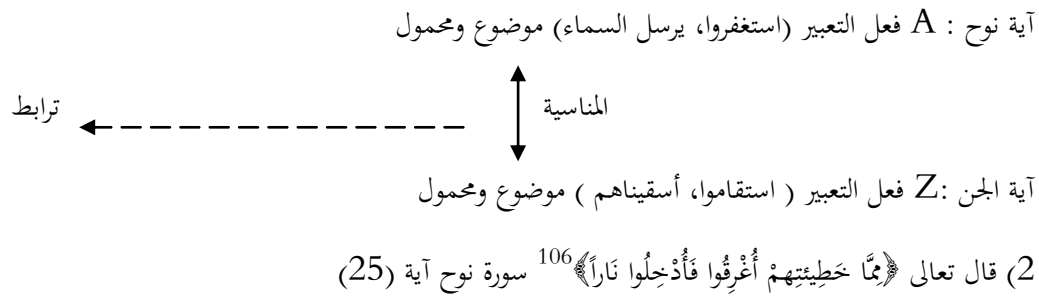 آية نوح : A فعل التعبير (استغفروا، يرسل السماء) موضوع ومحمول
المناسبة
ترابط
آية الجن :Z فعل التعبير ( استقاموا، أسقيناهم ) موضوع ومحمول
2) قال تعالى ﴿مِمَّا خَطِيئتِهِمْ أُغْرِقُوا فَأُدْخِلُوا نَاراً﴾106 سورة نوح آية (25)